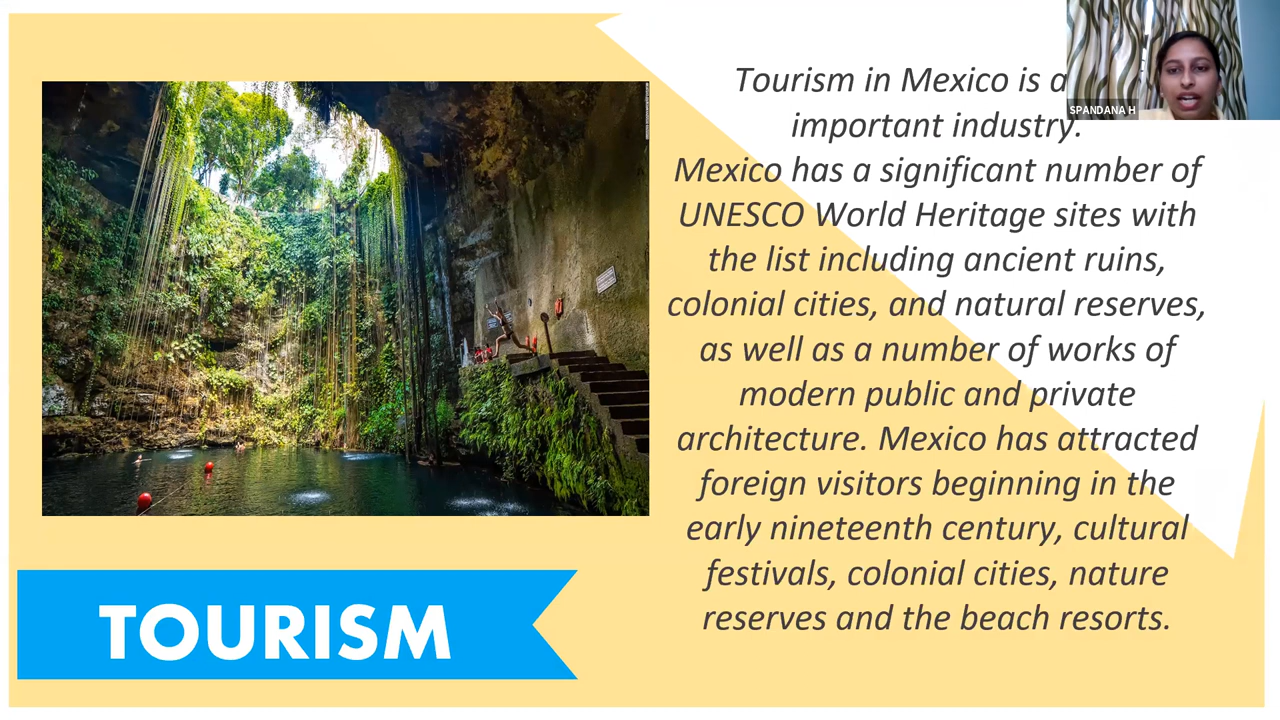 Tourism in Mexico is a
important industry.
Mexico has a significant number of
UNESCO World Heritage sites with
the list including ancient ruins,
colonial cities, and natural reserves,
as well as a number of works of
modern public and private
architecture. Mexico has attracted
foreign visitors beginning in the
early nineteenth century, cultural
festivals, colonial cities, nature
reserves and the beach resorts.
SPANDANA H
TOURISM